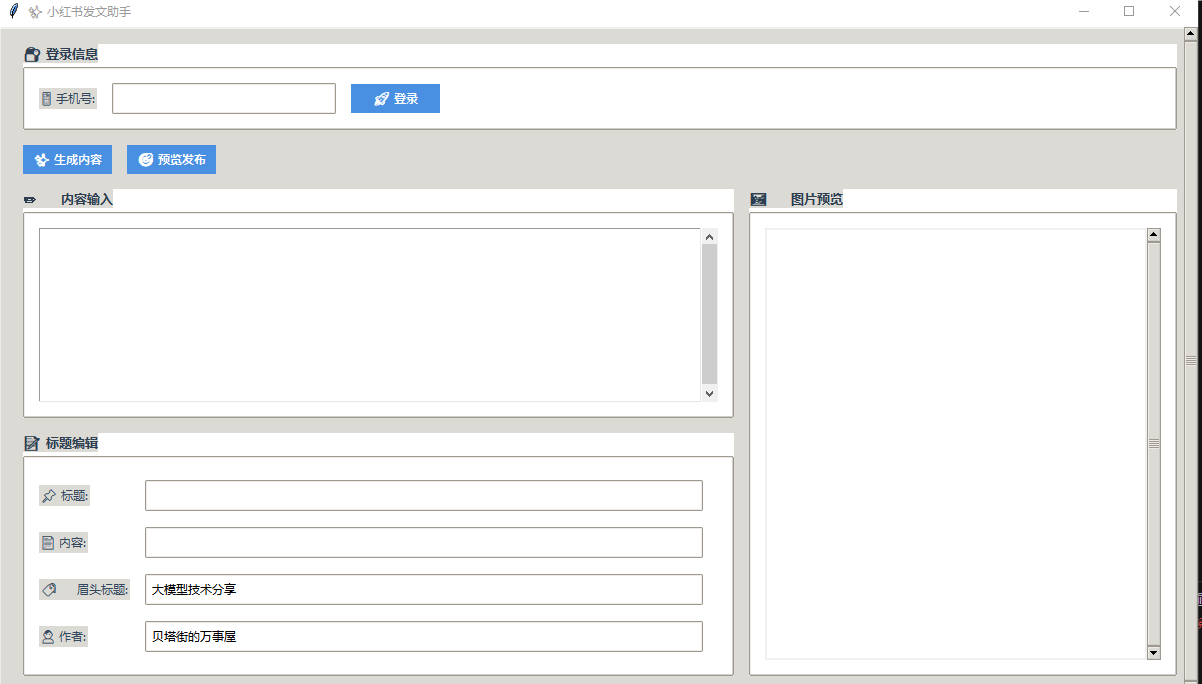 小红书发文助手
登录信息
手机号:
登录
生成内容
预览发布
内容输入
图片预览
标题编辑
标题:
内容:
眉头标题: 大模型技术分享
作者: 贝塔街的万事屋